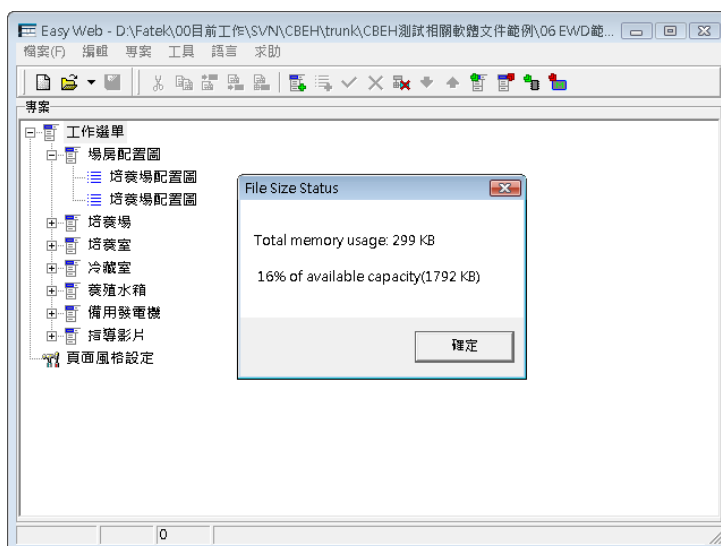 Easy Web - D:\Fatek\00目前工作\SVN\CBEH\trunk\CBEH測試相關軟體文件範例\06 EWD範...
檔案(F) 編輯 專案 工具 語言 求助
專案
工作選單
場房配置圖
培養場配置圖
培養場配置圖
培養場
培養室
冷藏室
養殖水箱
備用發電機
指導影片
頁面風格設定
File Size Status
Total memory usage: 299 KB
16% of available capacity(1792 KB)
確定
0